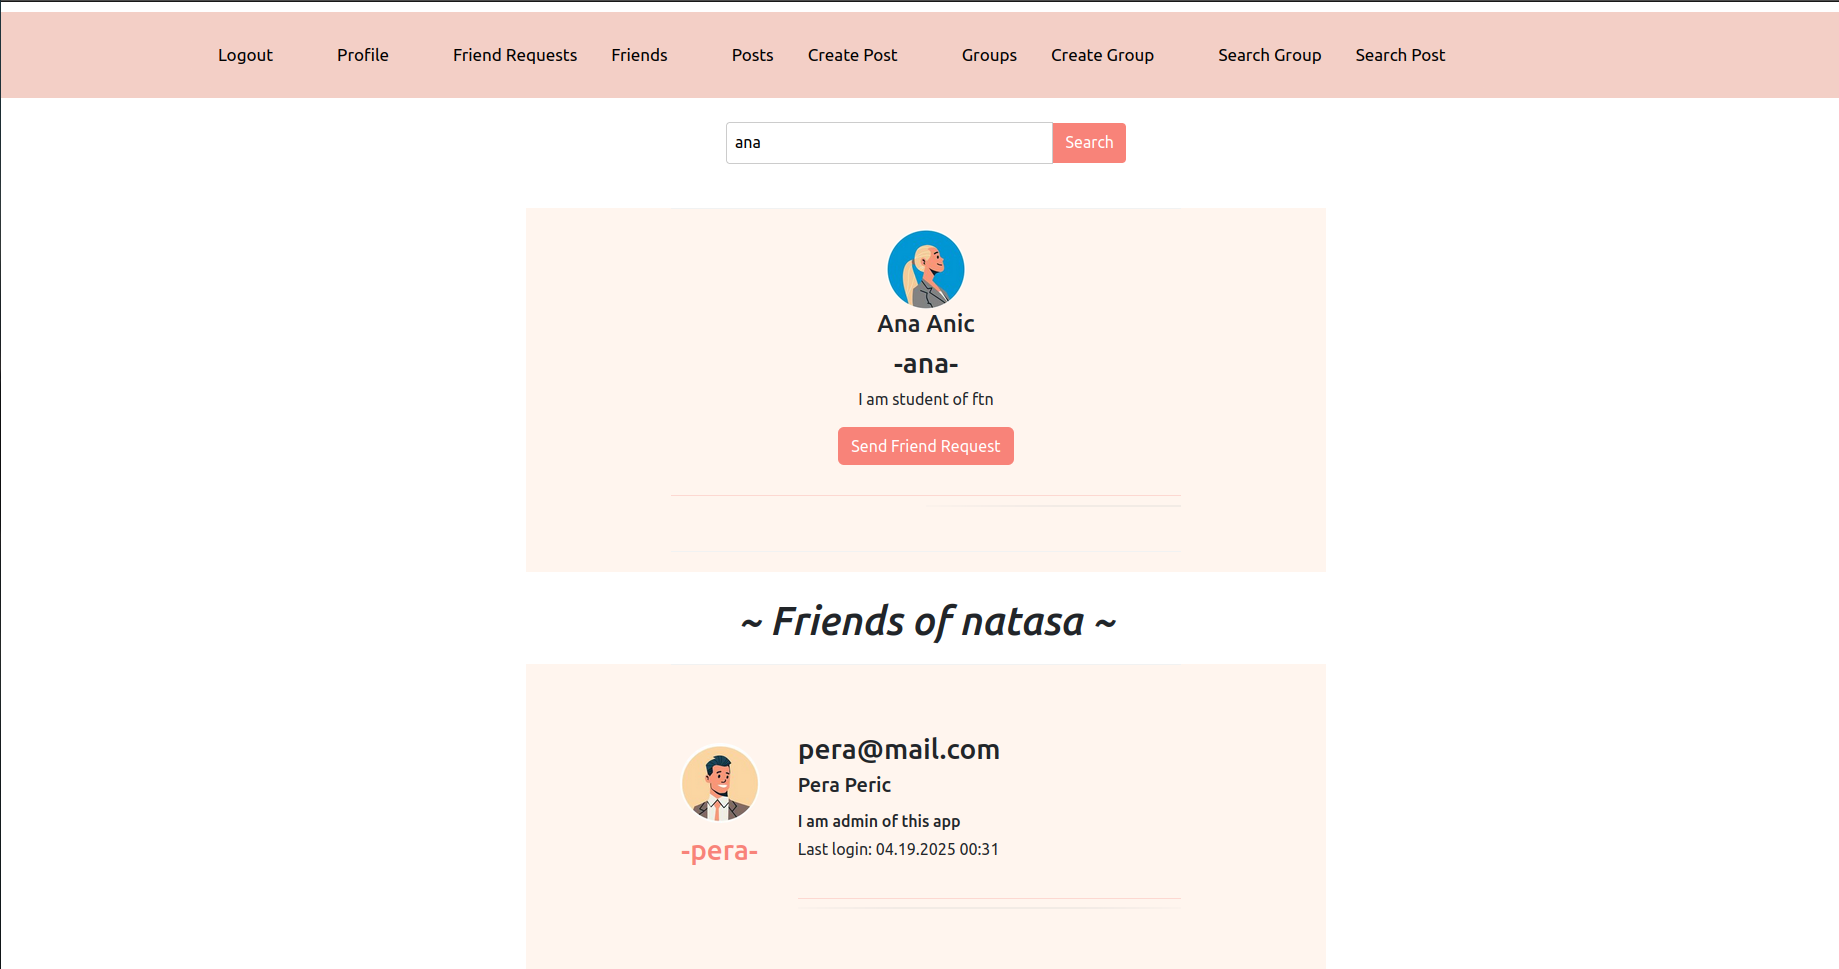 Logout Profile Friend Requests Friends Posts Create Post Groups Create Group Search Group Search Post
ana Search
Ana Anic
-ana-
I am student of ftn
Send Friend Request
~ Friends of natasa ~
pera@mail.com
Pera Peric
I am admin of this app
-pera-
Last login: 04.19.2025 00:31